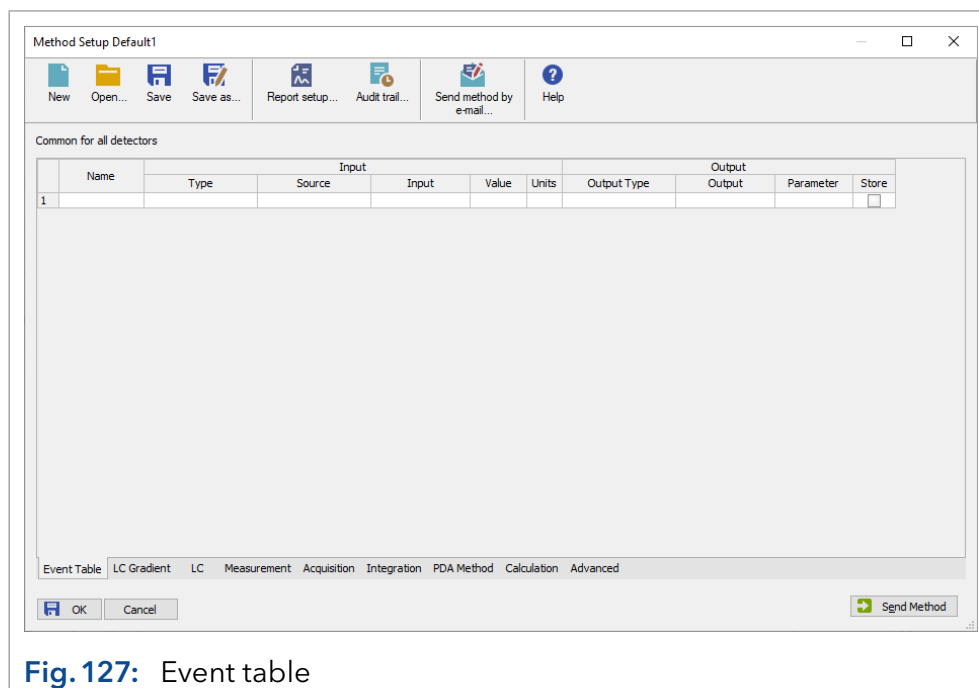 Method Setup Default1
New Open... Save Save as... Report setup... Audit trail... Send method by e-mail... Help
Common for all detectors
Name Input Output
Type Source Input Value Units Output Type Output Parameter Store
1
Event Table LC Gradient LC Measurement Acquisition Integration PDA Method Calculation Advanced
OK Cancel Send Method
Fig. 127: Event table